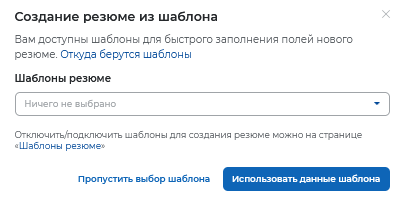 Создание резюме из шаблона
Вам доступны шаблоны для быстрого заполнения полей нового
резюме. Откуда берутся шаблоны
Шаблоны резюме
Ничего не выбрано
Отключить/подключить шаблоны для создания резюме можно на странице
«Шаблоны резюме»
Пропустить выбор шаблона
Использовать данные шаблона